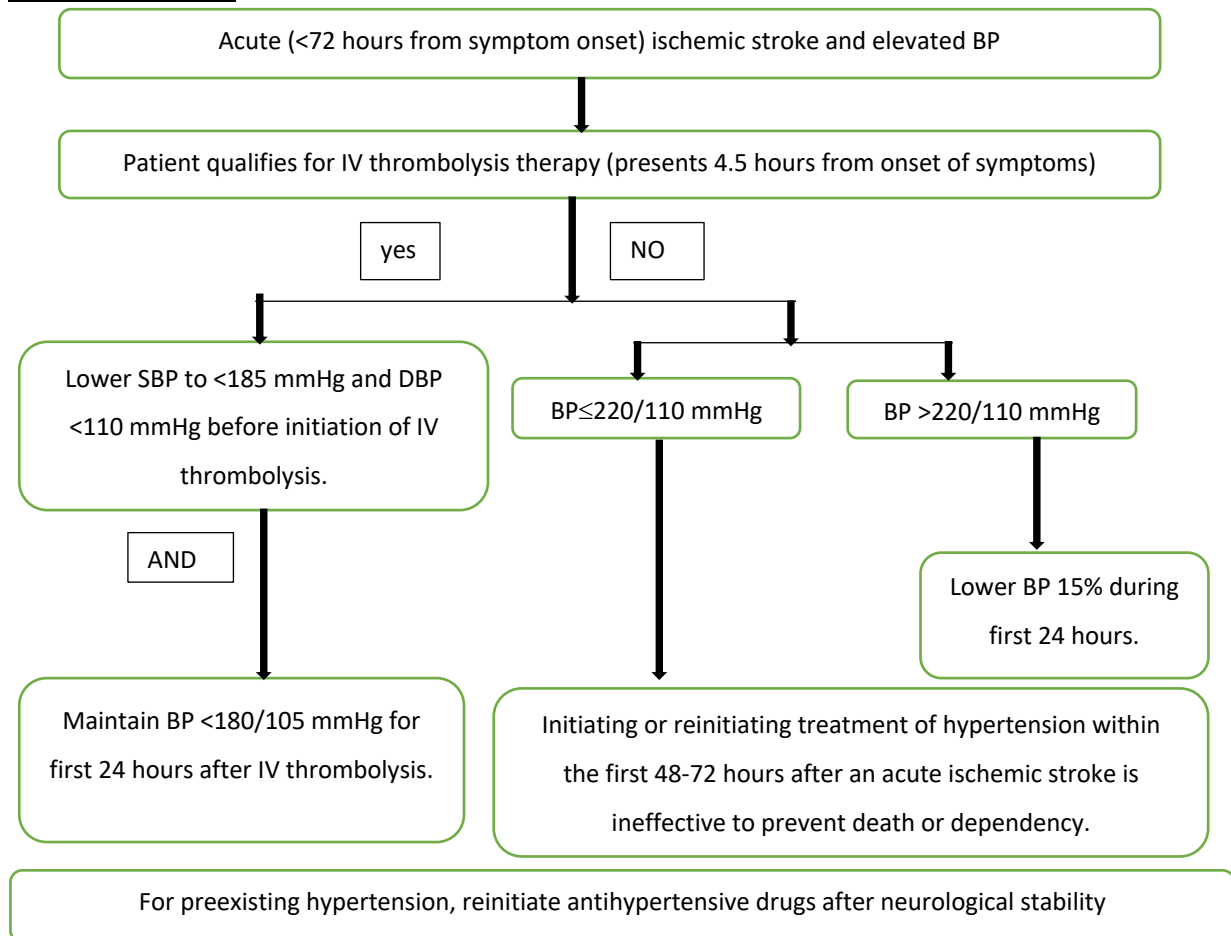 Acute (<72 hours from symptom onset) ischemic stroke and elevated BP
Patient qualifies for IV thrombolysis therapy (presents 4.5 hours from onset of symptoms)
yes
NO
Lower SBP to <185 mmHg and DBP
<110 mmHg before initiation of IV
thrombolysis.
BP≤220/110 mmHg
BP >220/110 mmHg
AND
Lower BP 15% during
first 24 hours.
Maintain BP <180/105 mmHg for
first 24 hours after IV thrombolysis.
Initiating or reinitiating treatment of hypertension within
the first 48-72 hours after an acute ischemic stroke is
ineffective to prevent death or dependency.
For preexisting hypertension, reinitiate antihypertensive drugs after neurological stability